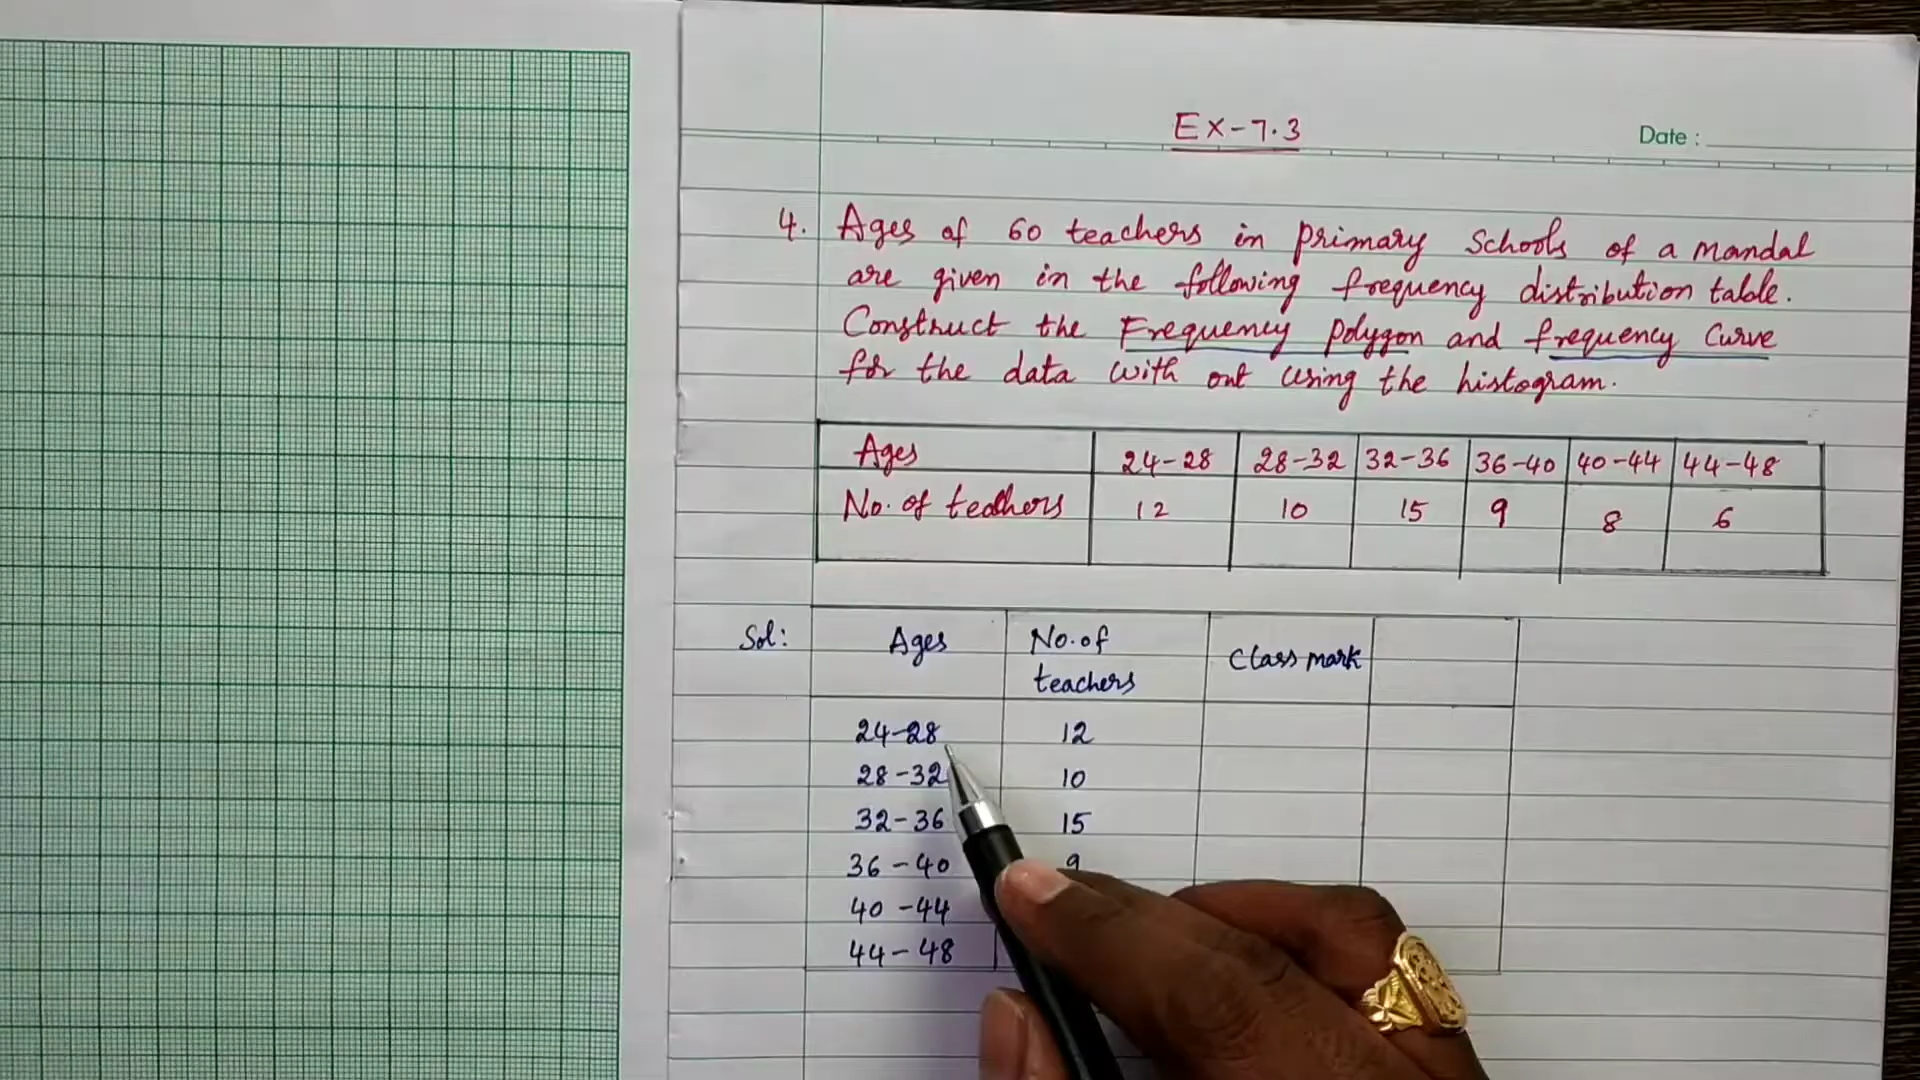 Ex-7.3
Date :
4. Ages of 60 teachers in primary Schools of a mandal
are given in the following frequency distribution table.
Construct the Frequency polygon and frequency Curve
for the data with out using the histogram.
Ages 24-28 28-32 32-36 36-40 40-44 44-48
No. of teachers 12 10 15 9 8 6
Sol: Ages No. of teachers Class mark
24-28 12
28-32 10
32-36 15
36-40 9
40-44
44-48